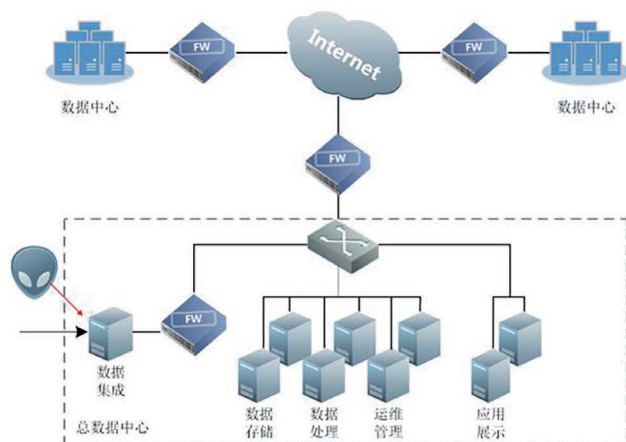 FW
Internet
FW
数据中心
数据中心
FW
FW
数据
集成
数据
存储
数据
处理
运维
管理
应用
展示
总数据中心